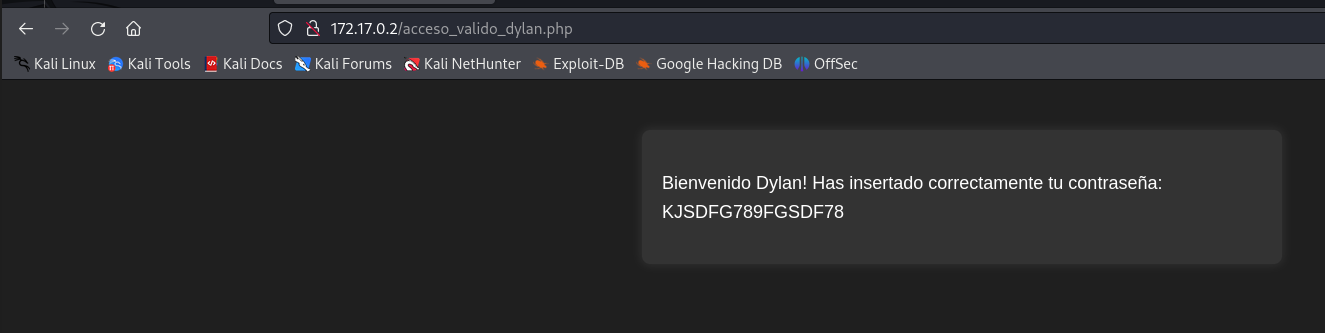 172.17.0.2/acceso_valido_dylan.php
Kali Linux Kali Tools Kali Docs Kali Forums Kali NetHunter Exploit-DB Google Hacking DB OffSec
Bienvenido Dylan! Has insertado correctamente tu contraseña:
KJSDFG789FGSDF78